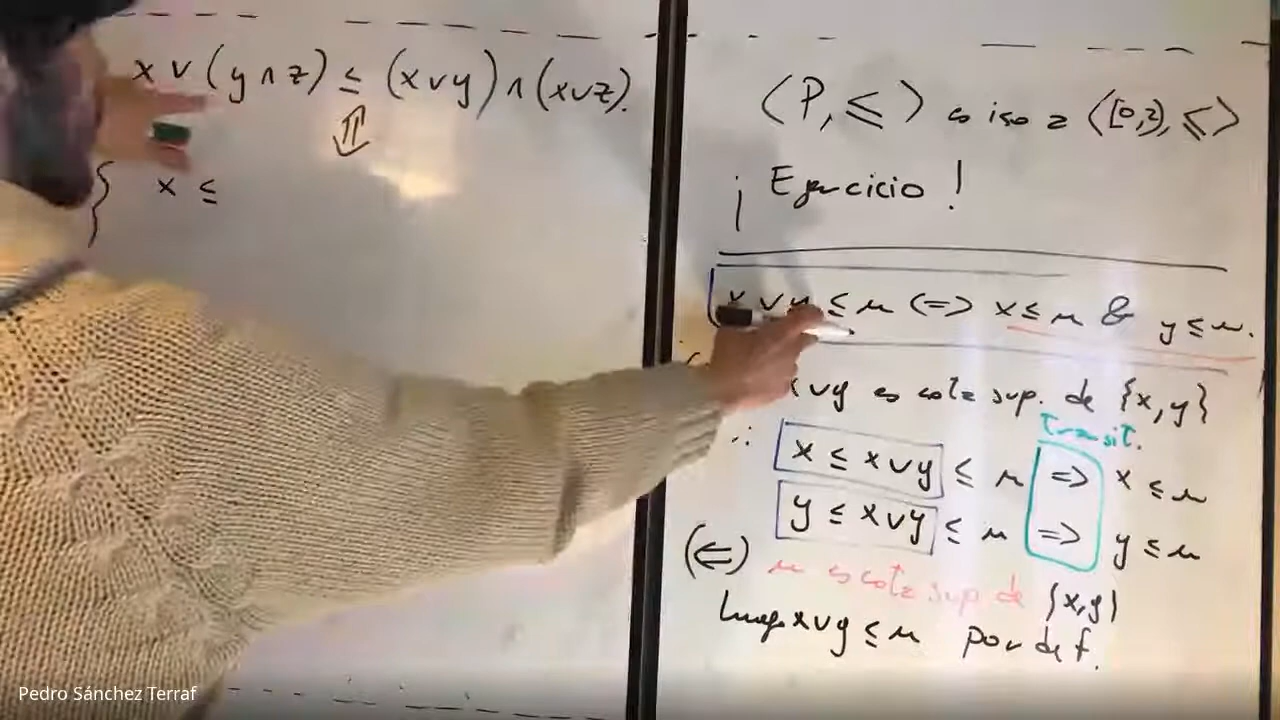 x ∨ (y ∧ z) ≤ (x ∨ y) ∧ (x ∨ z).
⇕
{ x ≤
⟨P, ≤⟩ es iso a ⟨[0,2), ≤⟩
¡ Ejercicio !
x ∨ y ≤ u (=> x ≤ u & y ≤ u.
x ∨ y es cota sup. de {x, y}
transit.
∴ x ≤ x ∨ y ≤ u => x ≤ u
y ≤ x ∨ y ≤ u => y ≤ u
(⇐) u es cota sup de {x, y}
Luego x ∨ y ≤ u por def.
Pedro Sánchez Terraf